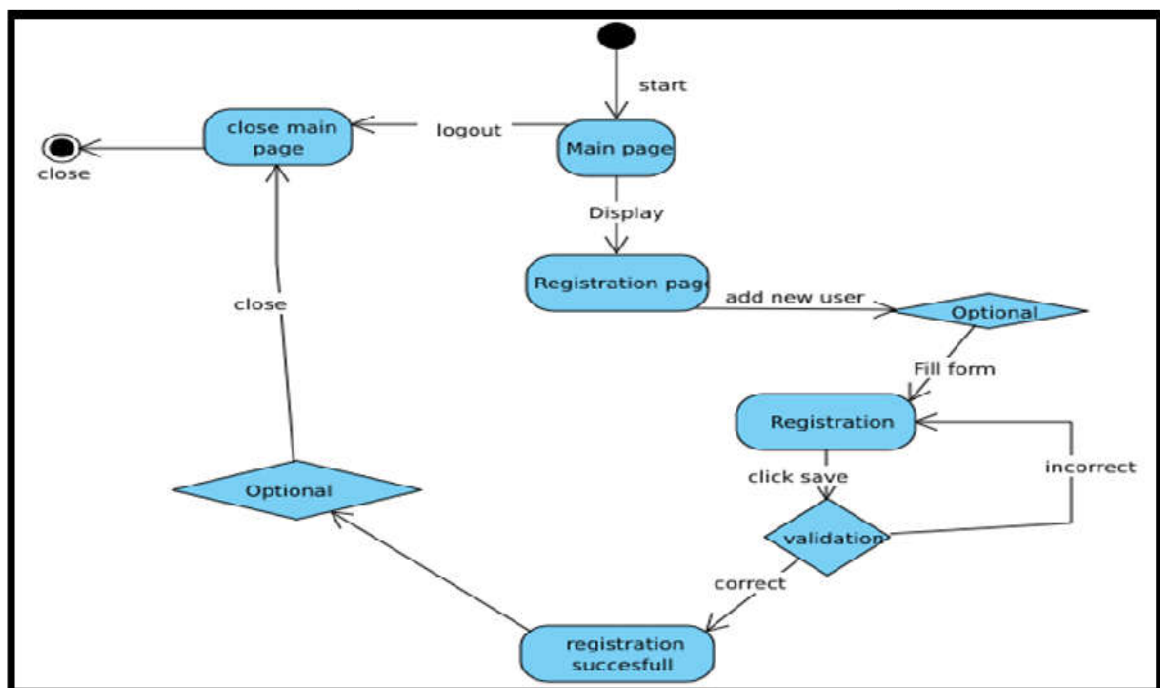 start
close main
page
logout
Main page
close
Display
Registration page
add new user
Optional
close
Fill form
Registration
incorrect
click save
Optional
validation
correct
registration
succesfull